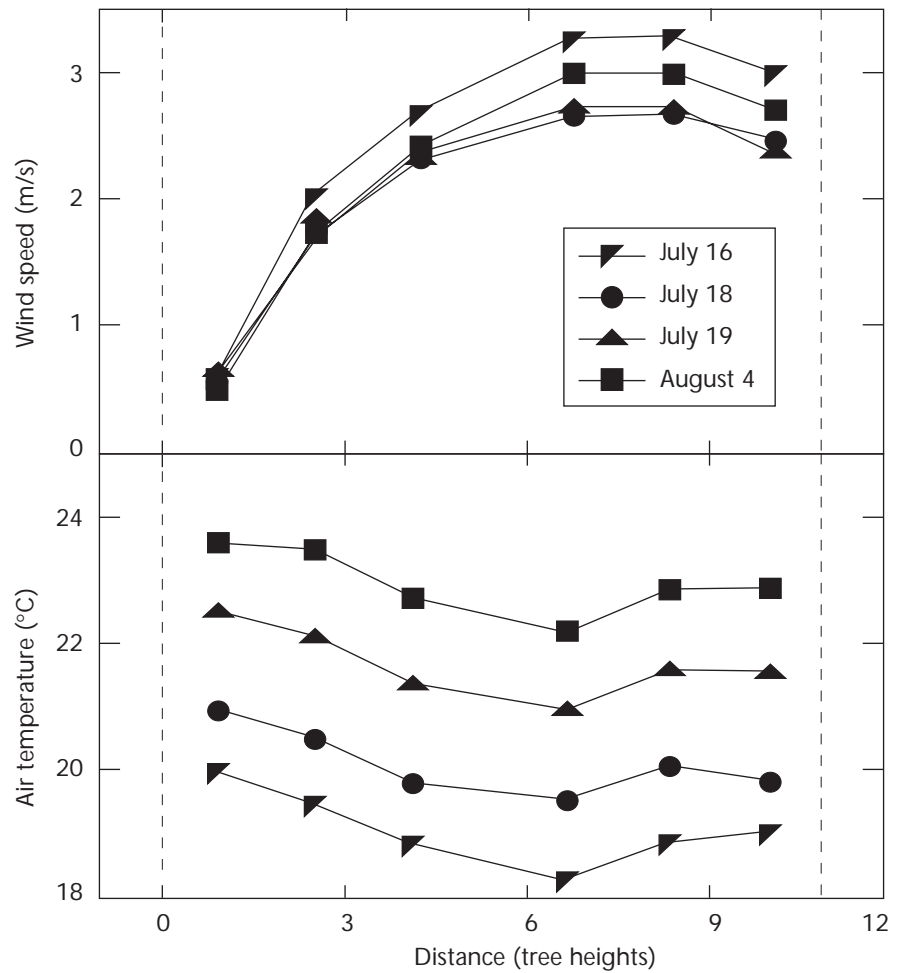 3
2
1
0
Wind speed (m/s)
July 16
July 18
July 19
August 4
24
22
20
18
Air temperature (°C)
0 3 6 9 12
Distance (tree heights)